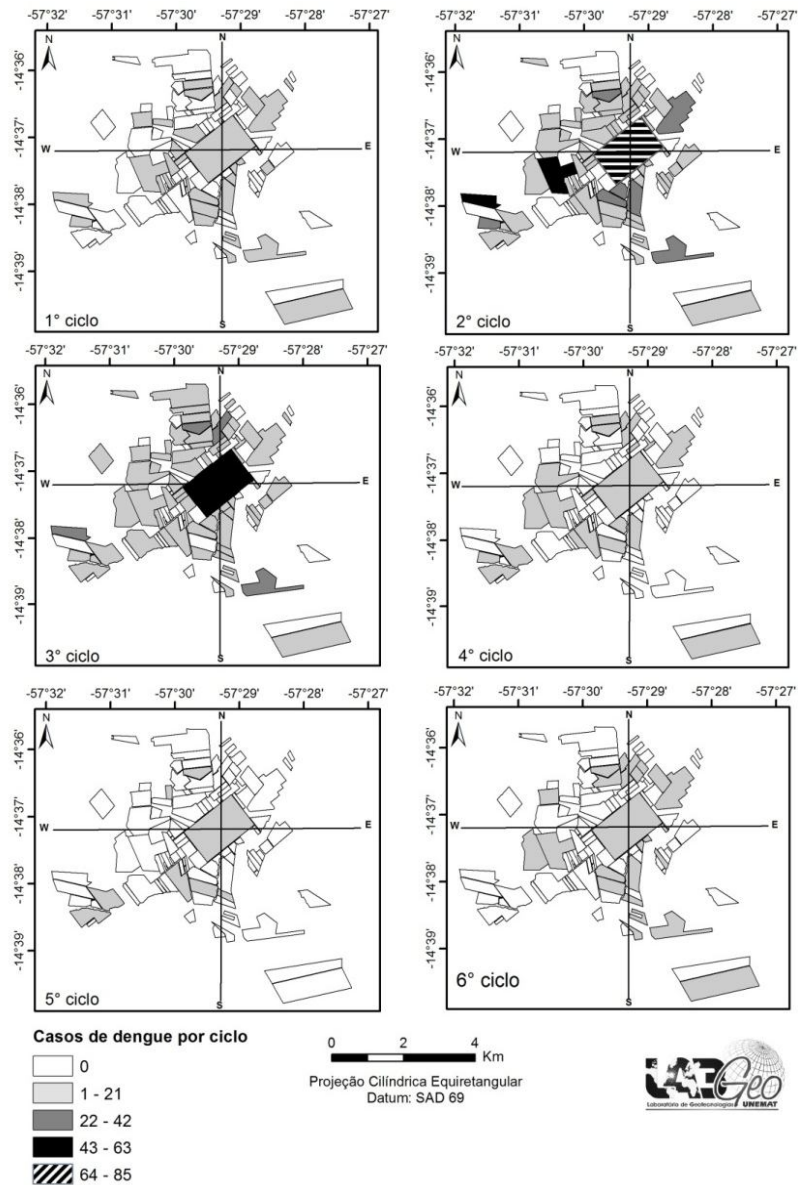 -57°32' -57°31' -57°30' -57°29' -57°28' -57°27'
-14°36'
-14°37'
-14°38'
-14°39'
N
N
W
E
S
1° ciclo
-57°32' -57°31' -57°30' -57°29' -57°28' -57°27'
-14°36'
-14°37'
-14°38'
-14°39'
N
N
W
E
S
2° ciclo
-57°32' -57°31' -57°30' -57°29' -57°28' -57°27'
-14°36'
-14°37'
-14°38'
-14°39'
N
N
W
E
S
3° ciclo
-57°32' -57°31' -57°30' -57°29' -57°28' -57°27'
-14°36'
-14°37'
-14°38'
-14°39'
N
N
W
E
S
4° ciclo
-57°32' -57°31' -57°30' -57°29' -57°28' -57°27'
-14°36'
-14°37'
-14°38'
-14°39'
N
N
W
E
S
5° ciclo
-57°32' -57°31' -57°30' -57°29' -57°28' -57°27'
-14°36'
-14°37'
-14°38'
-14°39'
N
N
W
E
S
6° ciclo
Casos de dengue por ciclo
0
1 - 21
22 - 42
43 - 63
64 - 85
0 2 4
Km
Projeção Cilíndrica Equiretangular
Datum: SAD 69
Geo
Laboratório de Geotecnologias UNEMAT